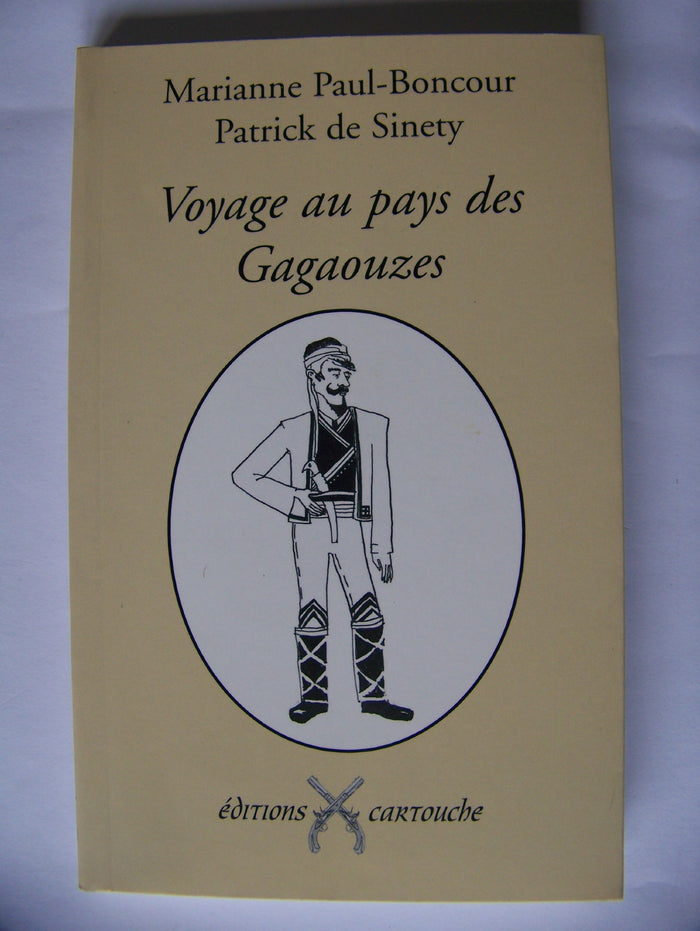 Marianne Paul-Boncour
Patrick de Sinety
Voyage au pays des
Gagaouzes
éditions cartouche